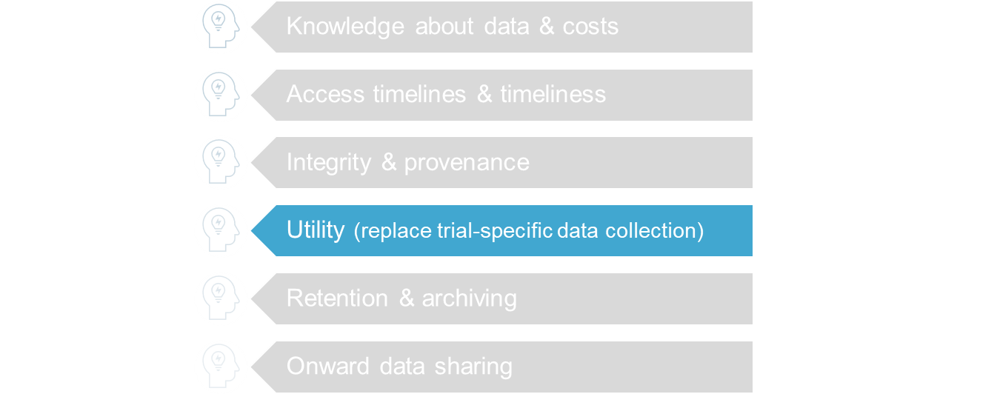 Knowledge about data & costs
Access timelines & timeliness
Integrity & provenance
Utility (replace trial-specific data collection)
Retention & archiving
Onward data sharing